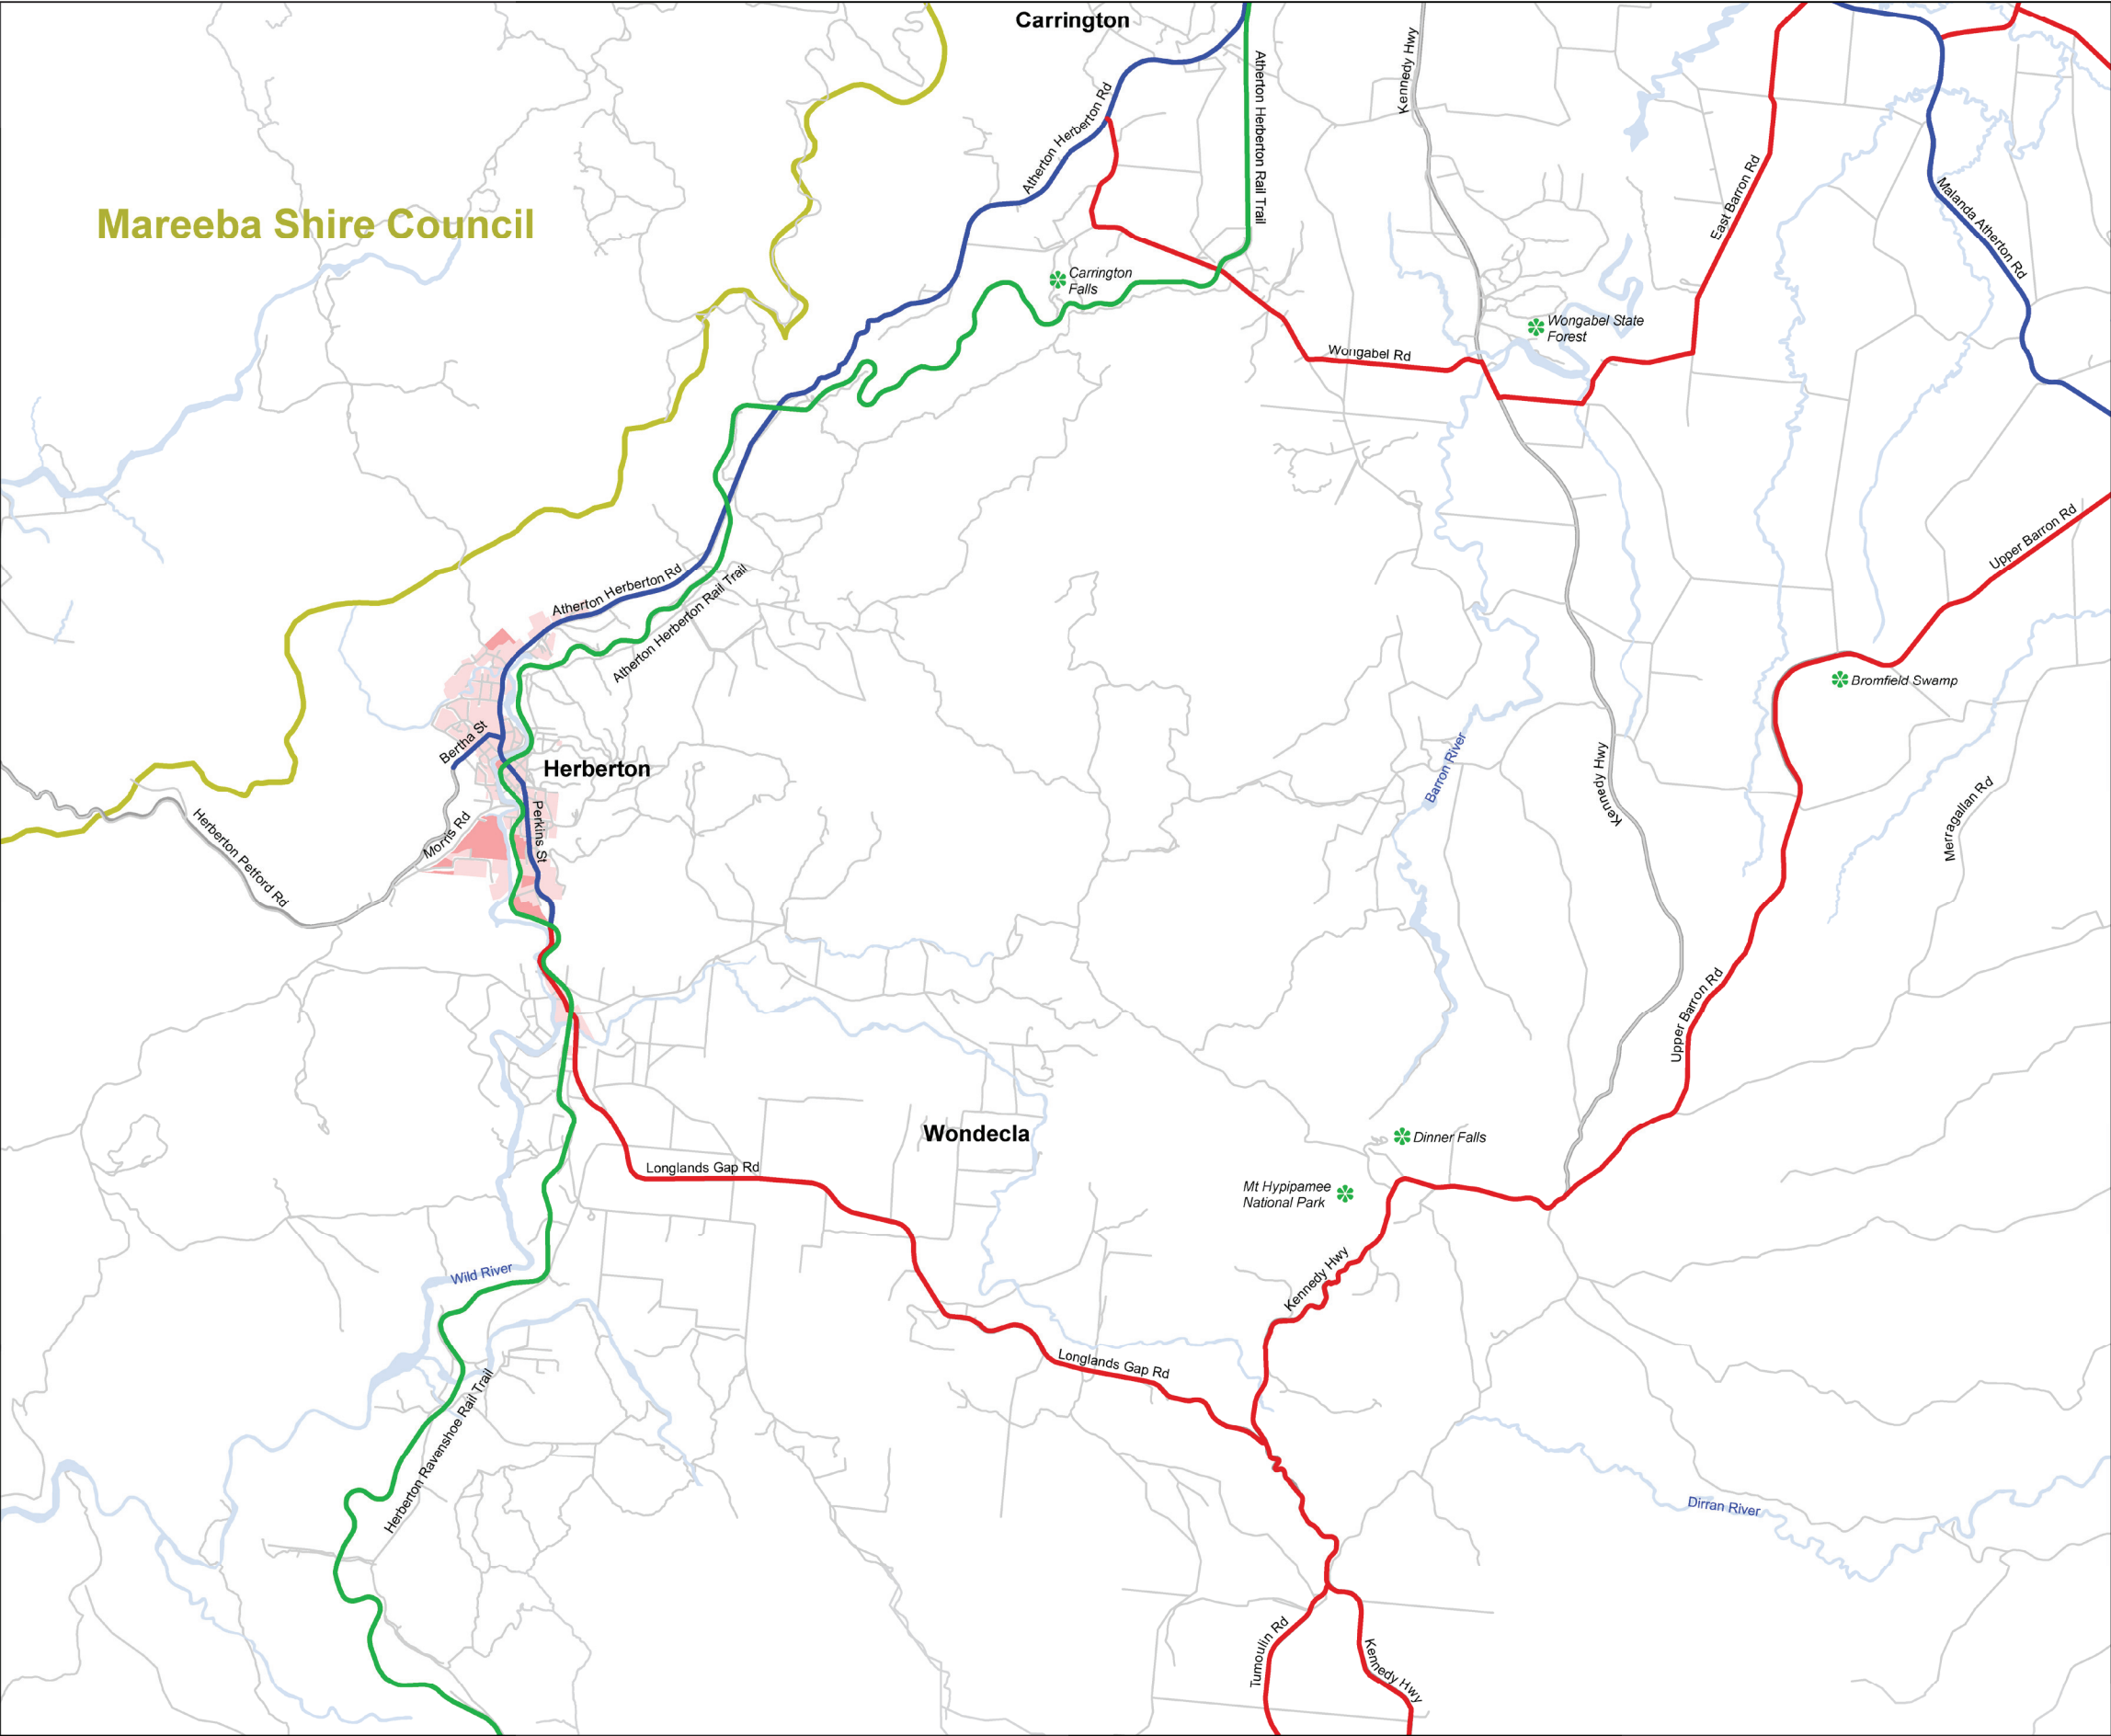 Carrington
Kennedy Hwy
Atherton Herberton Rail Trail
Atherton Herberton Rd
East Barron Rd
Malanda Atherton Rd
Mareeba Shire Council
Carrington
Falls
Wongabel State
Forest
Wongabel Rd
Upper Barron Rd
Atherton Herberton Rd
Atherton Herberton Rail Trail
Bromfield Swamp
Bertha St
Herberton
Barron River
Kennedy Hwy
Merragallan Rd
Perkins St
Morris Rd
Herberton Petford Rd
Upper Barron Rd
Wondecla
Dinner Falls
Longlands Gap Rd
Mt Hypipamee
National Park
Wild River
Kennedy Hwy
Longlands Gap Rd
Herberton Ravenshoe Rail Trail
Dirran River
Tumoulin Rd
Kennedy Hwy